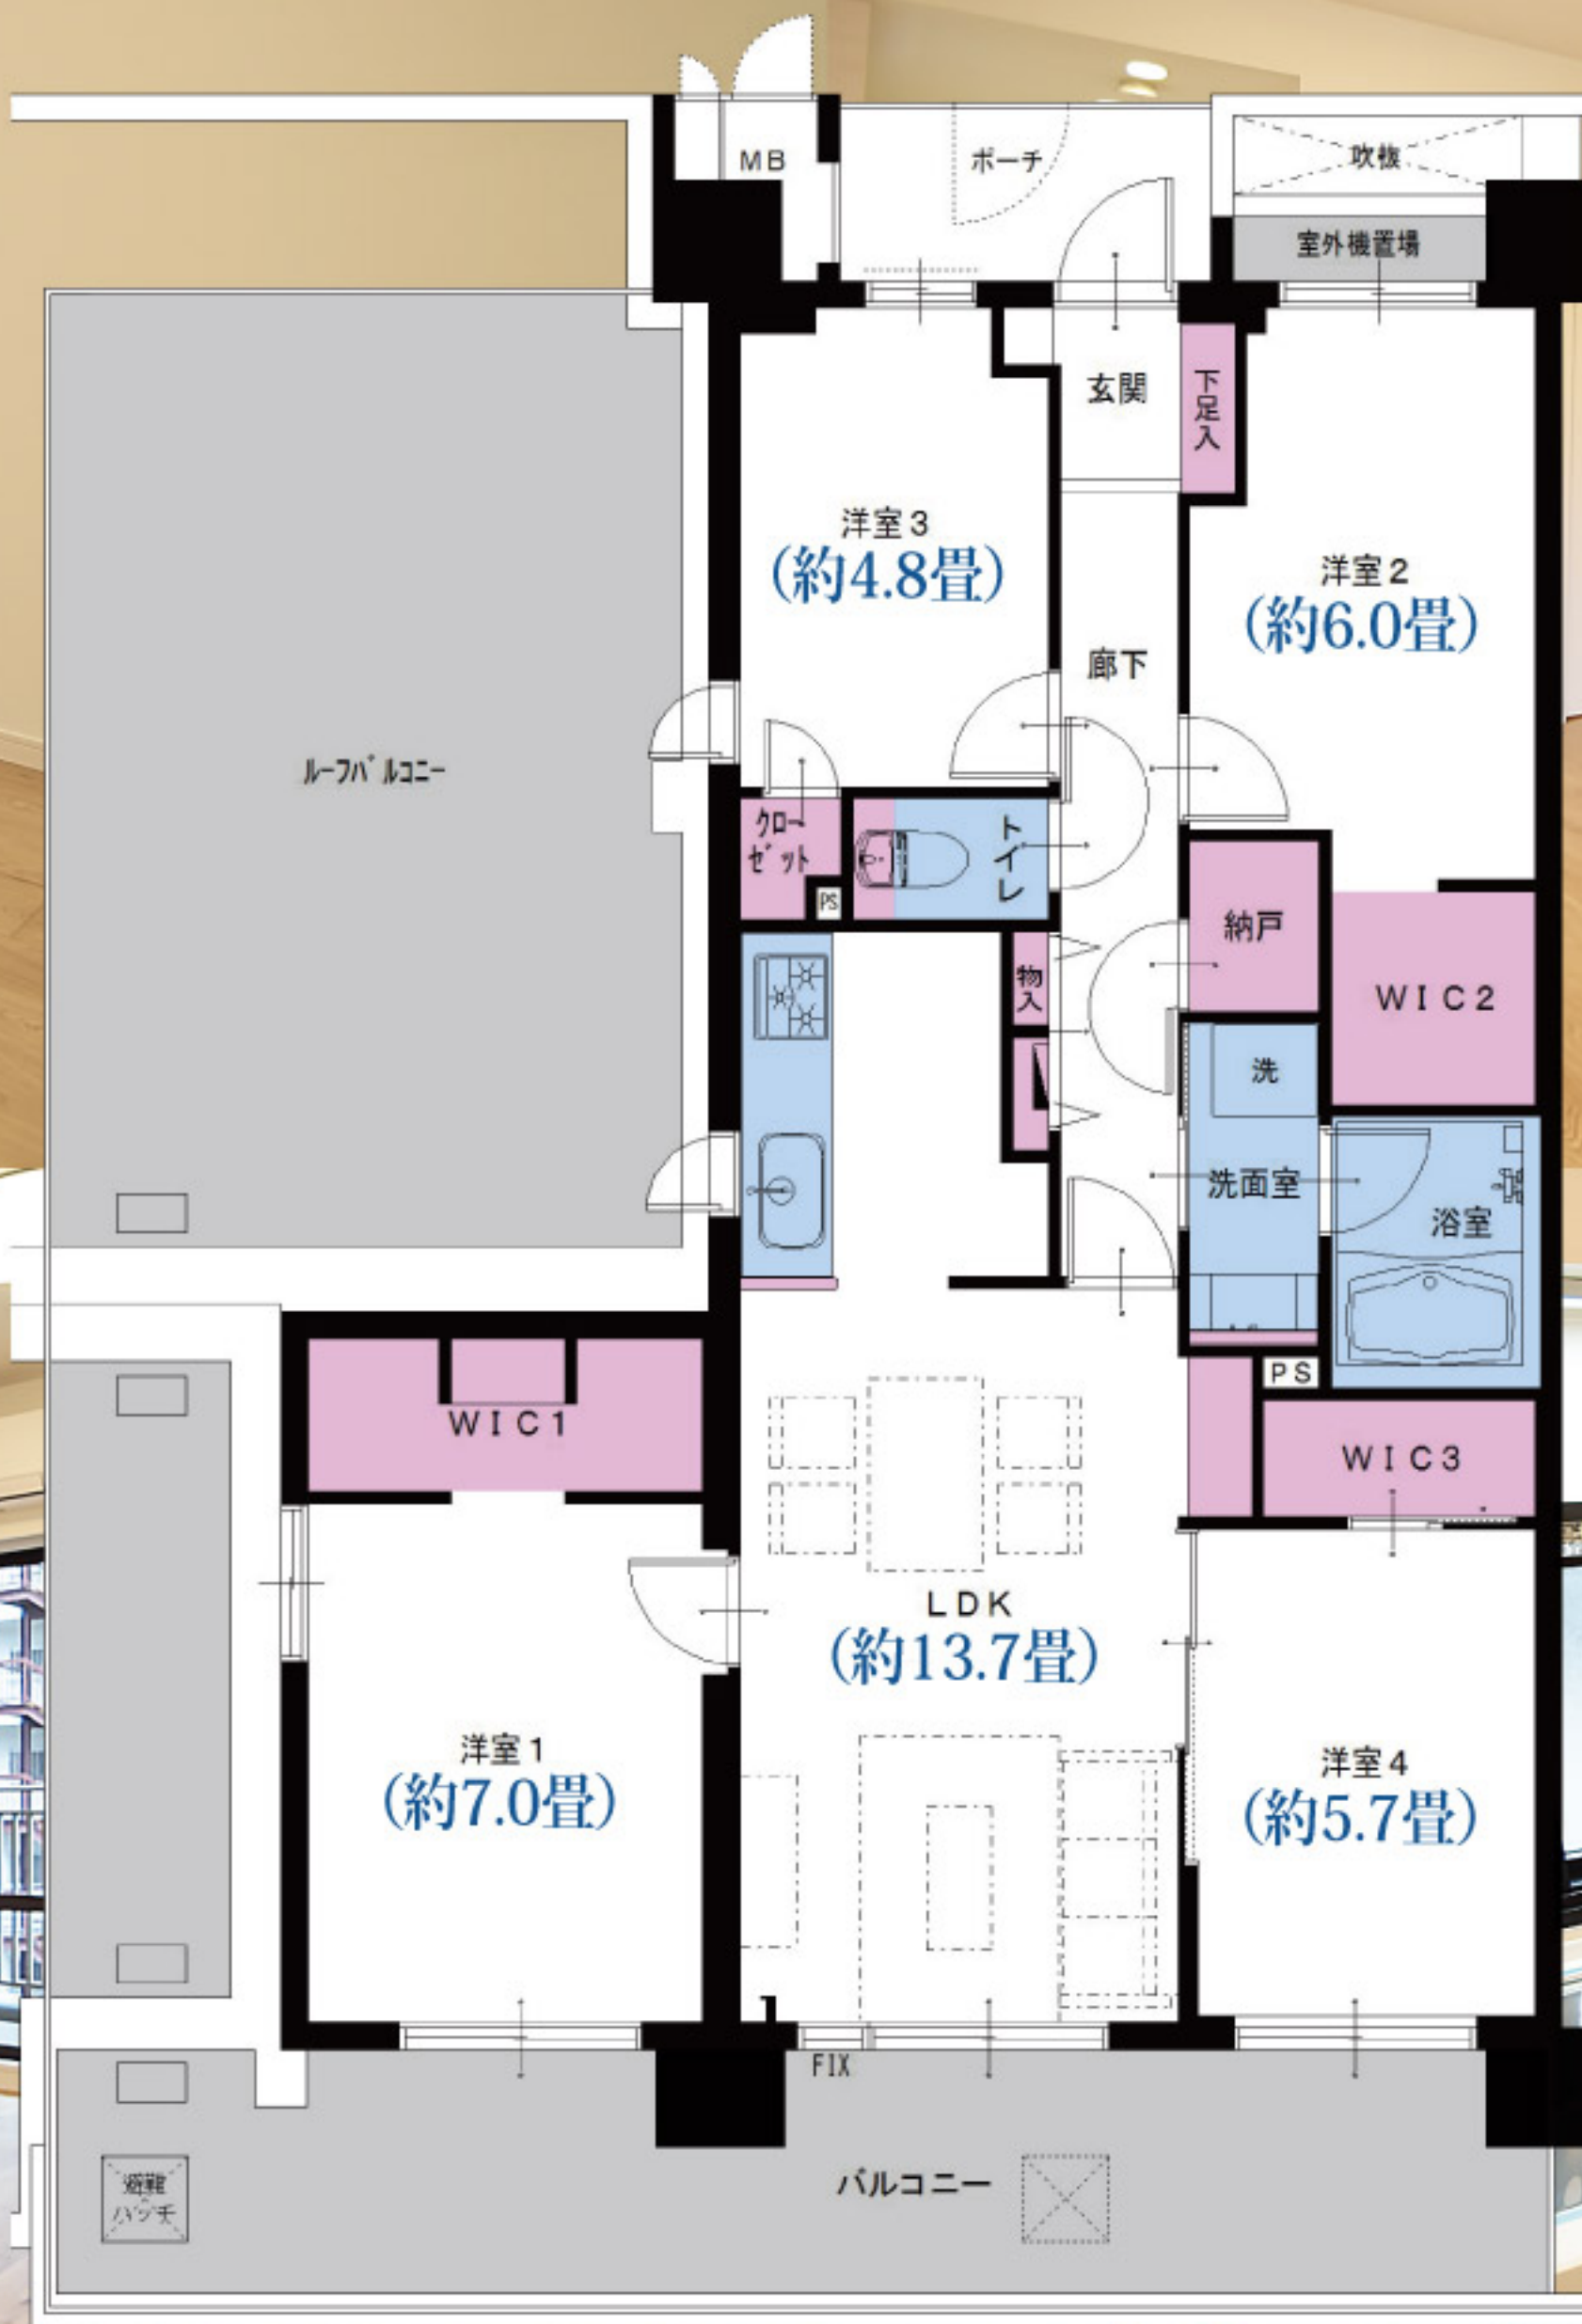 MB
ポーチ
吹抜
室外機置場
玄関
下足入
洋室3
(約4.8畳)
洋室2
(約6.0畳)
廊下
ルーフバルコニー
クロー
ゼット
トイレ
PS
納戸
物入
WIC2
洗
洗面室
浴室
PS
WIC1
WIC3
LDK
(約13.7畳)
洋室1
(約7.0畳)
洋室4
(約5.7畳)
FIX
バルコニー
避難
ハッチ